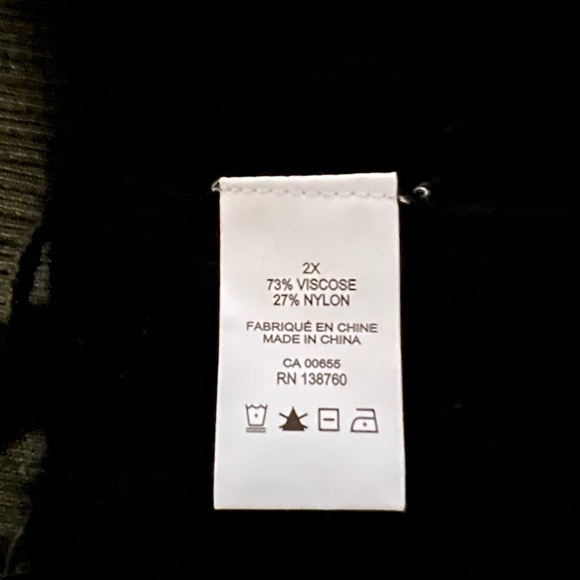 2X
73% VISCOSE
27% NYLON
FABRIQUÉ EN CHINE
MADE IN CHINA
CA 00655
RN 138760